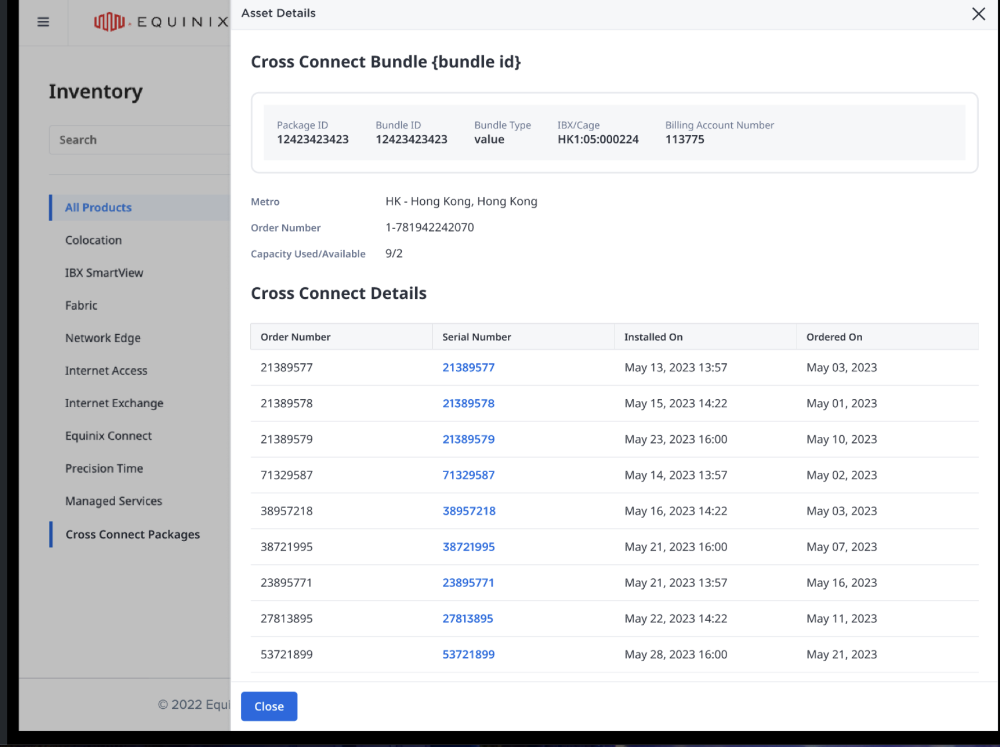 EQUINIX
Asset Details
Inventory
Search
All Products
Colocation
IBX SmartView
Fabric
Network Edge
Internet Access
Internet Exchange
Equinix Connect
Precision Time
Managed Services
Cross Connect Packages
© 2022 Equi
Cross Connect Bundle {bundle id}
Package ID Bundle ID Bundle Type IBX/Cage Billing Account Number
12423423423 12423423423 value HK1:05:000224 113775
Metro HK - Hong Kong, Hong Kong
Order Number 1-781942242070
Capacity Used/Available 9/2
Cross Connect Details
Order Number Serial Number Installed On Ordered On
21389577 21389577 May 13, 2023 13:57 May 03, 2023
21389578 21389578 May 15, 2023 14:22 May 01, 2023
21389579 21389579 May 23, 2023 16:00 May 10, 2023
71329587 71329587 May 14, 2023 13:57 May 02, 2023
38957218 38957218 May 16, 2023 14:22 May 03, 2023
38721995 38721995 May 21, 2023 16:00 May 07, 2023
23895771 23895771 May 21, 2023 13:57 May 16, 2023
27813895 27813895 May 22, 2023 14:22 May 11, 2023
53721899 53721899 May 28, 2023 16:00 May 21, 2023
Close